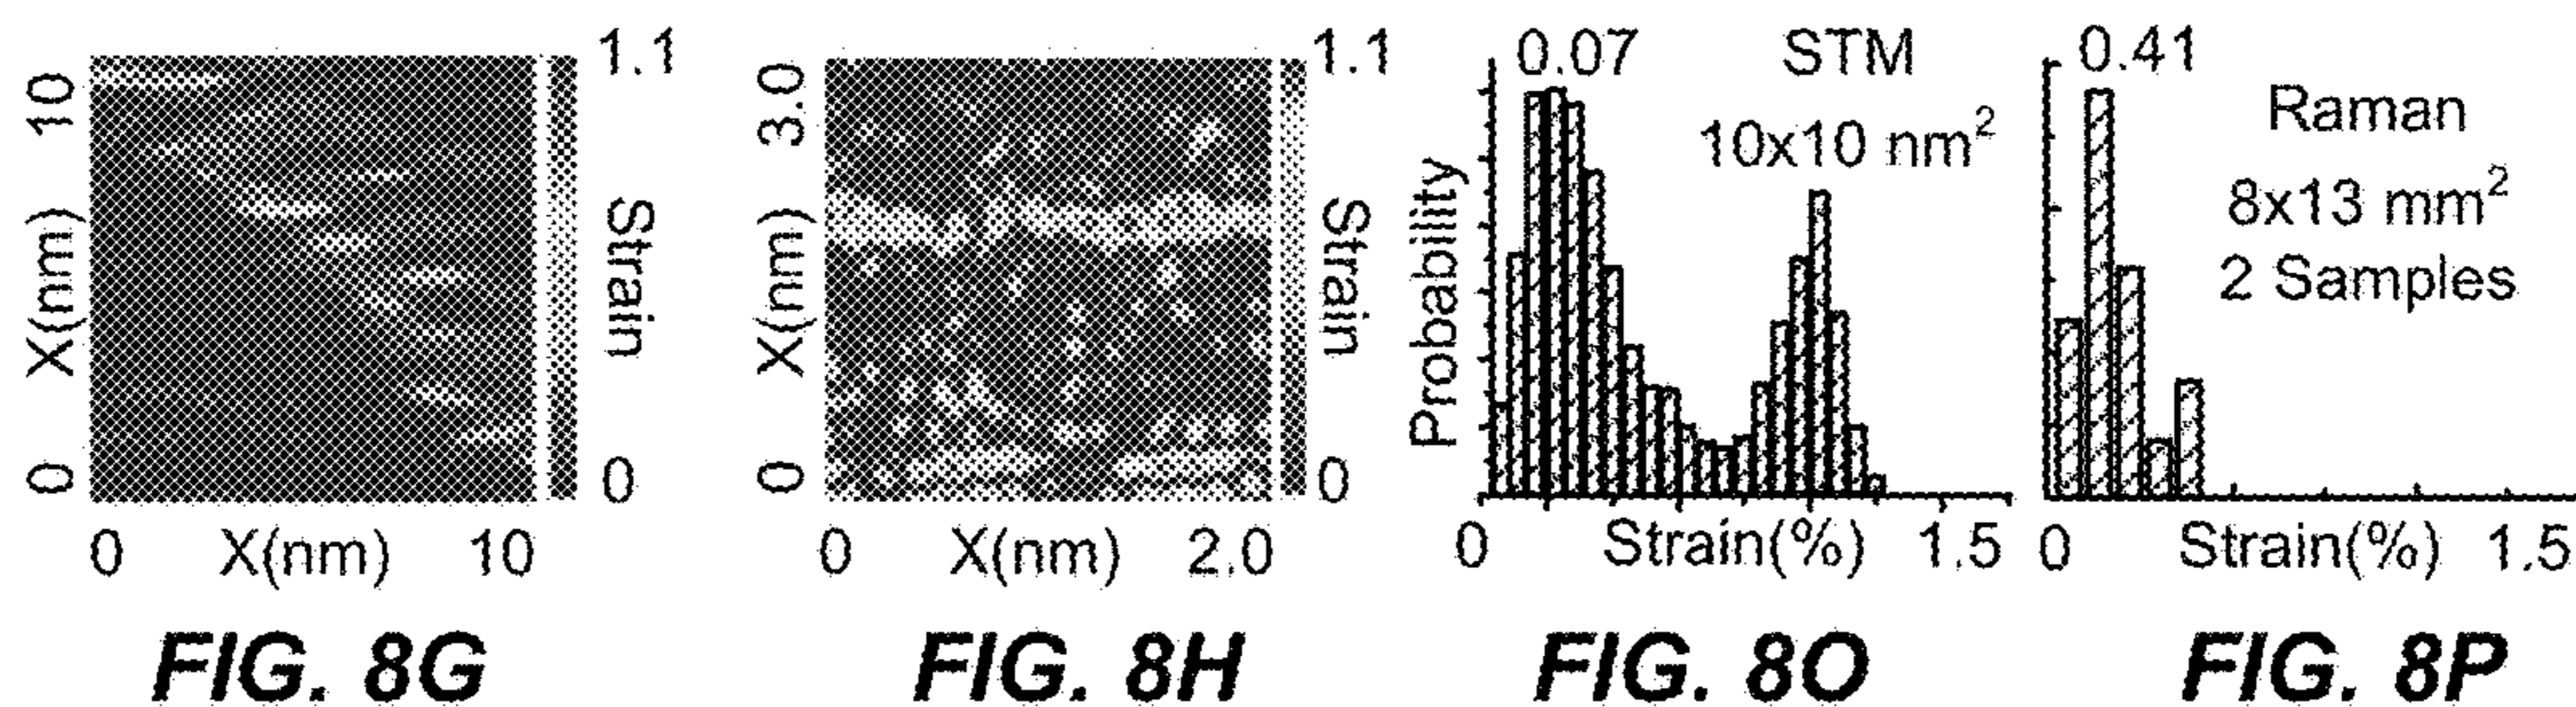 1.1
10
X(nm)
0
Strain
0
0 X(nm) 10
FIG. 8G
1.1
3.0
X(nm)
0
Strain
0
0 X(nm) 2.0
FIG. 8H
0.07 STM
10x10 nm²
Probability
0 Strain(%) 1.5
FIG. 8O
0.41
Raman
8x13 mm²
2 Samples
0 Strain(%) 1.5
FIG. 8P